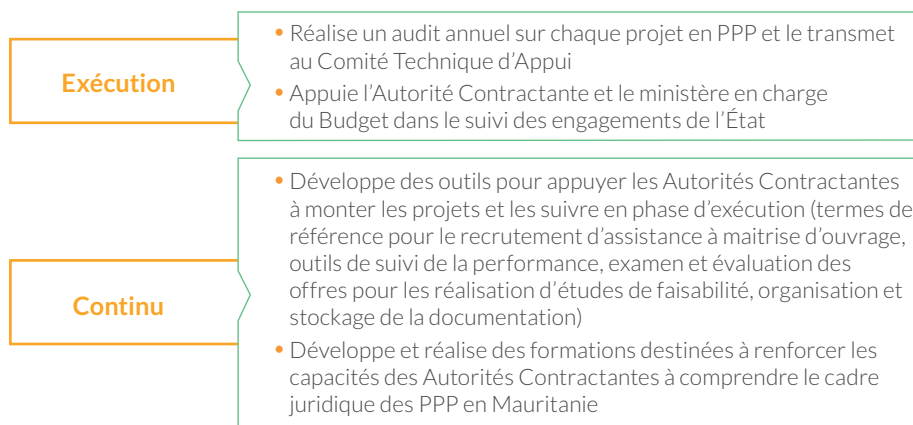 Exécution
• Réalise un audit annuel sur chaque projet en PPP et le transmet
au Comité Technique d'Appui
• Appuie l'Autorité Contractante et le ministère en charge
du Budget dans le suivi des engagements de l'État
Continu
• Développe des outils pour appuyer les Autorités Contractantes
à monter les projets et les suivre en phase d'exécution (termes de
référence pour le recrutement d'assistance à maitrise d'ouvrage,
outils de suivi de la performance, examen et évaluation des
offres pour les réalisation d'études de faisabilité, organisation et
stockage de la documentation)
• Développe et réalise des formations destinées à renforcer les
capacités des Autorités Contractantes à comprendre le cadre
juridique des PPP en Mauritanie